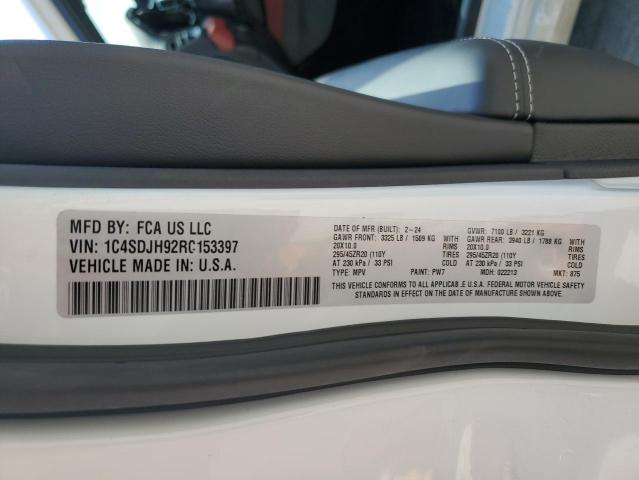 MFD BY: FCA US LLC
VIN: 1C4SDJH92RC153397
VEHICLE MADE IN: U.S.A.
DATE OF MFR (BUILT): 2-24 GVWR: 7100 LB / 3221 KG
GAWR FRONT: 3325 LB / 1509 KG WITH GAWR REAR: 3940 LB / 1788 KG WITH
20X10.0 RIMS 20X10.0 RIMS
295/45ZR20 (110Y TIRES 295/45ZR20 (110Y TIRES
AT 230 kPa / 33 PSI COLD AT 230 kPa / 33 PSI COLD
TYPE: MPV PAINT: PW7 MDH: 022213 MKT: 875
THIS VEHICLE CONFORMS TO ALL APPLICAB.E U.S.A. FEDERAL MOTOR VEHICLE SAFETY
STANDARDS IN EFFECT ON THE DATE OF MANUFACTURE SHOWN ABOVE.